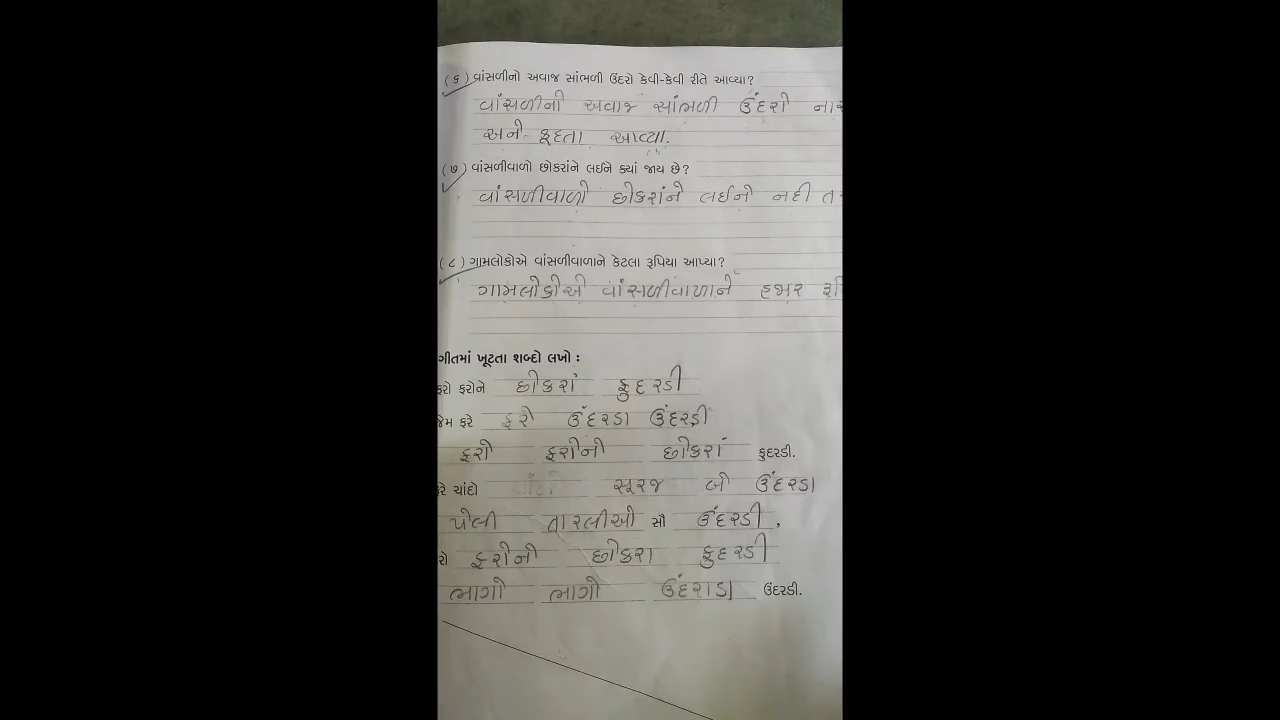 (૬) વાંસળીનો અવાજ સાંભળી ઉંદરો કેવી-કેવી રીતે આવ્યા?
વાંસળીનો અવાજ સાંભળી ઉંદરો
અને કૂદતા આવ્યા.
(૭) વાંસળીવાળો છોકરાંને લઈને ક્યાં જાય છે?
વાંસળીવાળો છોકરાંને લઈને નદી
(૮) ગામલોકોએ વાંસળીવાળાને કેટલા રૂપિયા આપ્યા?
ગામલોકોએ વાંસળીવાળાને હજાર
ગીતમાં ખૂટતા શબ્દો લખો :
ફરો ફરોને છોકરાં ફુદરડી
જેમ ફરે ફરે ઉંદરડા ઉંદરડી
ફરો ફરોની છોકરાં ફુદરડી.
ચાંદો સૂરજ બે ઉંદરડા
પેલી તારલીઓ સૌ ઉંદરડી,
ફરોની છોકરા ફુદરડી
ભાગો ભાગો ઉંદરાડા ઉંદરડી.